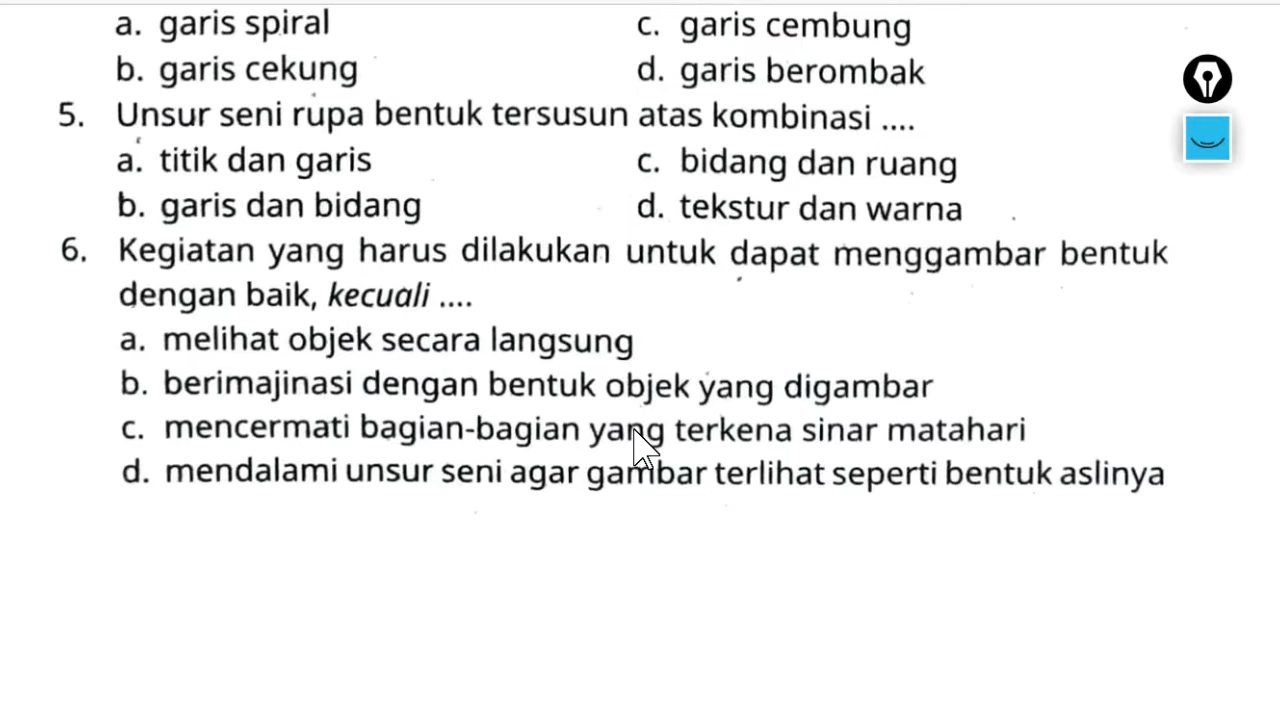 a. garis spiral c. garis cembung
b. garis cekung d. garis berombak
5. Unsur seni rupa bentuk tersusun atas kombinasi ....
a. titik dan garis c. bidang dan ruang
b. garis dan bidang d. tekstur dan warna
6. Kegiatan yang harus dilakukan untuk dapat menggambar bentuk
dengan baik, kecuali ....
a. melihat objek secara langsung
b. berimajinasi dengan bentuk objek yang digambar
c. mencermati bagian-bagian yang terkena sinar matahari
d. mendalami unsur seni agar gambar terlihat seperti bentuk aslinya